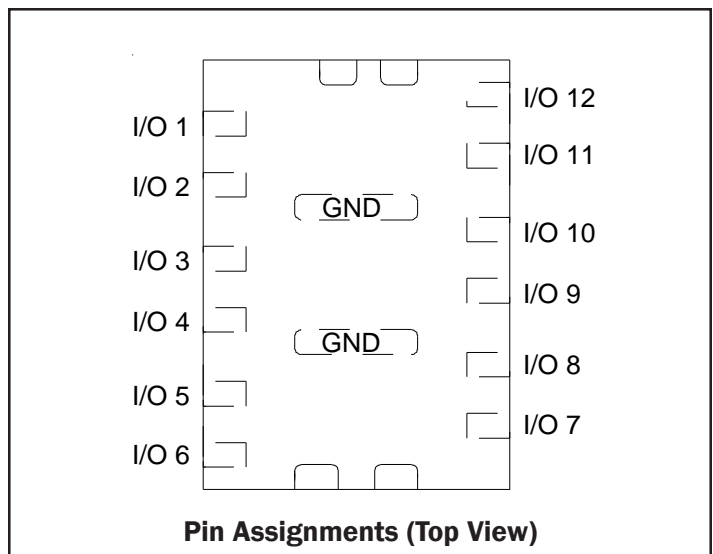 I/O 1
I/O 2
I/O 3
I/O 4
I/O 5
I/O 6
GND
GND
I/O 12
I/O 11
I/O 10
I/O 9
I/O 8
I/O 7
Pin Assignments (Top View)